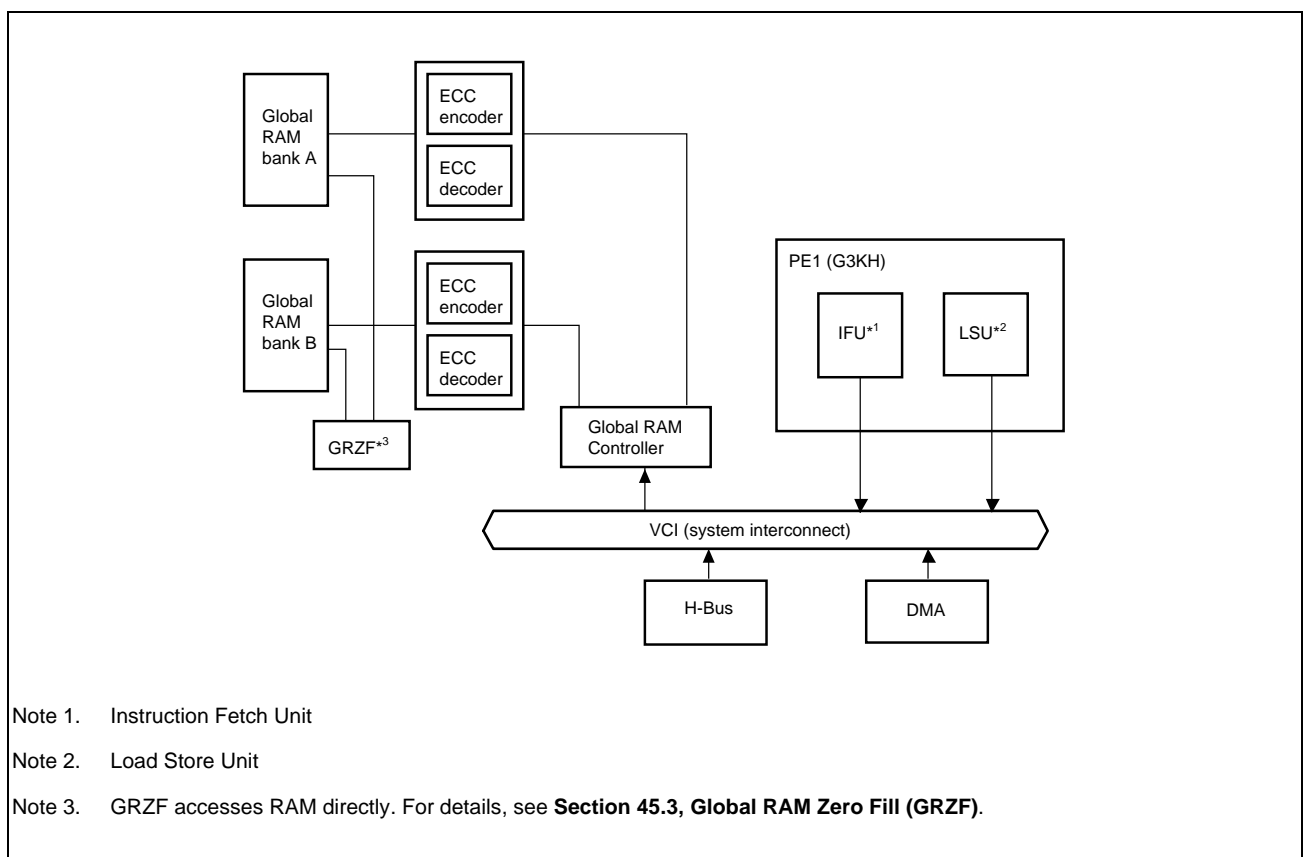 Global
RAM
bank A
ECC
encoder
ECC
decoder
Global
RAM
bank B
ECC
encoder
ECC
decoder
GRZF*3
Global RAM
Controller
PE1 (G3KH)
IFU*1
LSU*2
VCI (system interconnect)
H-Bus
DMA
Note 1. Instruction Fetch Unit
Note 2. Load Store Unit
Note 3. GRZF accesses RAM directly. For details, see Section 45.3, Global RAM Zero Fill (GRZF).